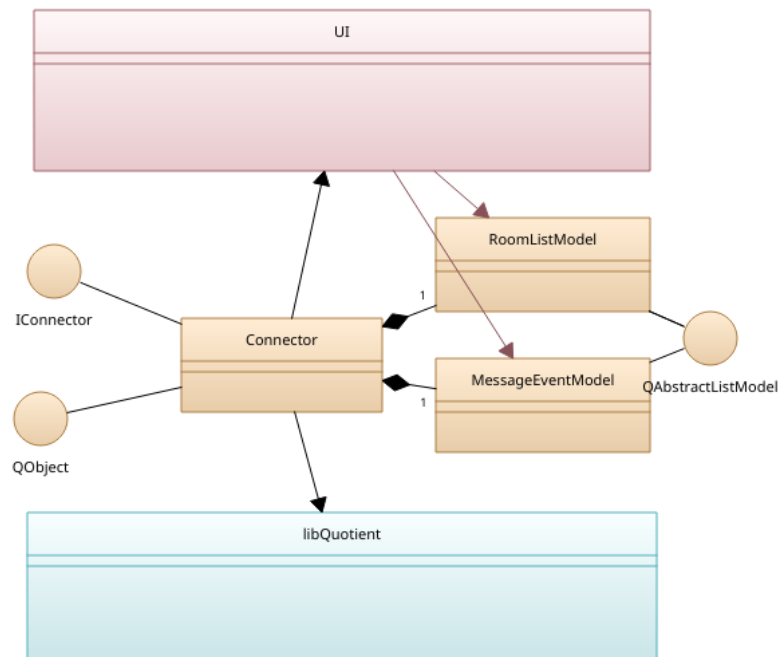 UI
RoomListModel
1
IConnector
Connector
MessageEventModel
QAbstractListModel
1
QObject
libQuotient